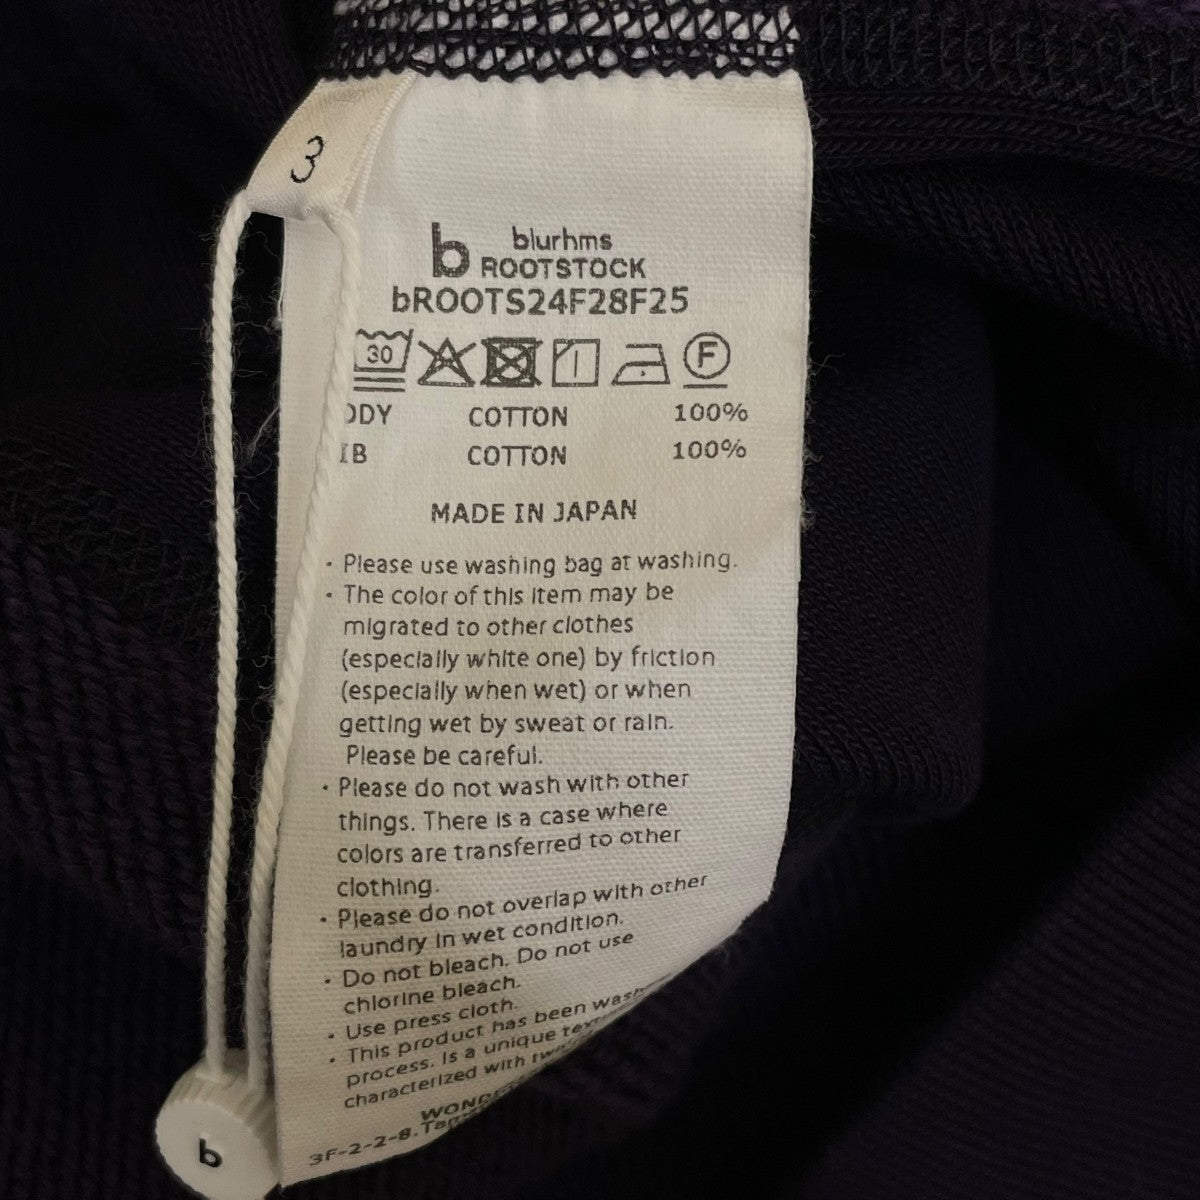 3
b blurhms
ROOTSTOCK
bROOTS24F28F25
30
F
COTTON 100%
COTTON 100%
MADE IN JAPAN
・Please use washing bag at washing.
・The color of this item may be
migrated to other clothes
(especially white one) by friction
(especially when wet) or when
getting wet by sweat or rain.
Please be careful.
・Please do not wash with other
things. There is a case where
colors are transferred to other
clothing.
・Please do not overlap with other
laundry in wet condition.
・Do not bleach. Do not use
chlorine bleach.
・Use press cloth.
・This product has been
process. Is a unique
characterized with
3F-2-2-8.
b